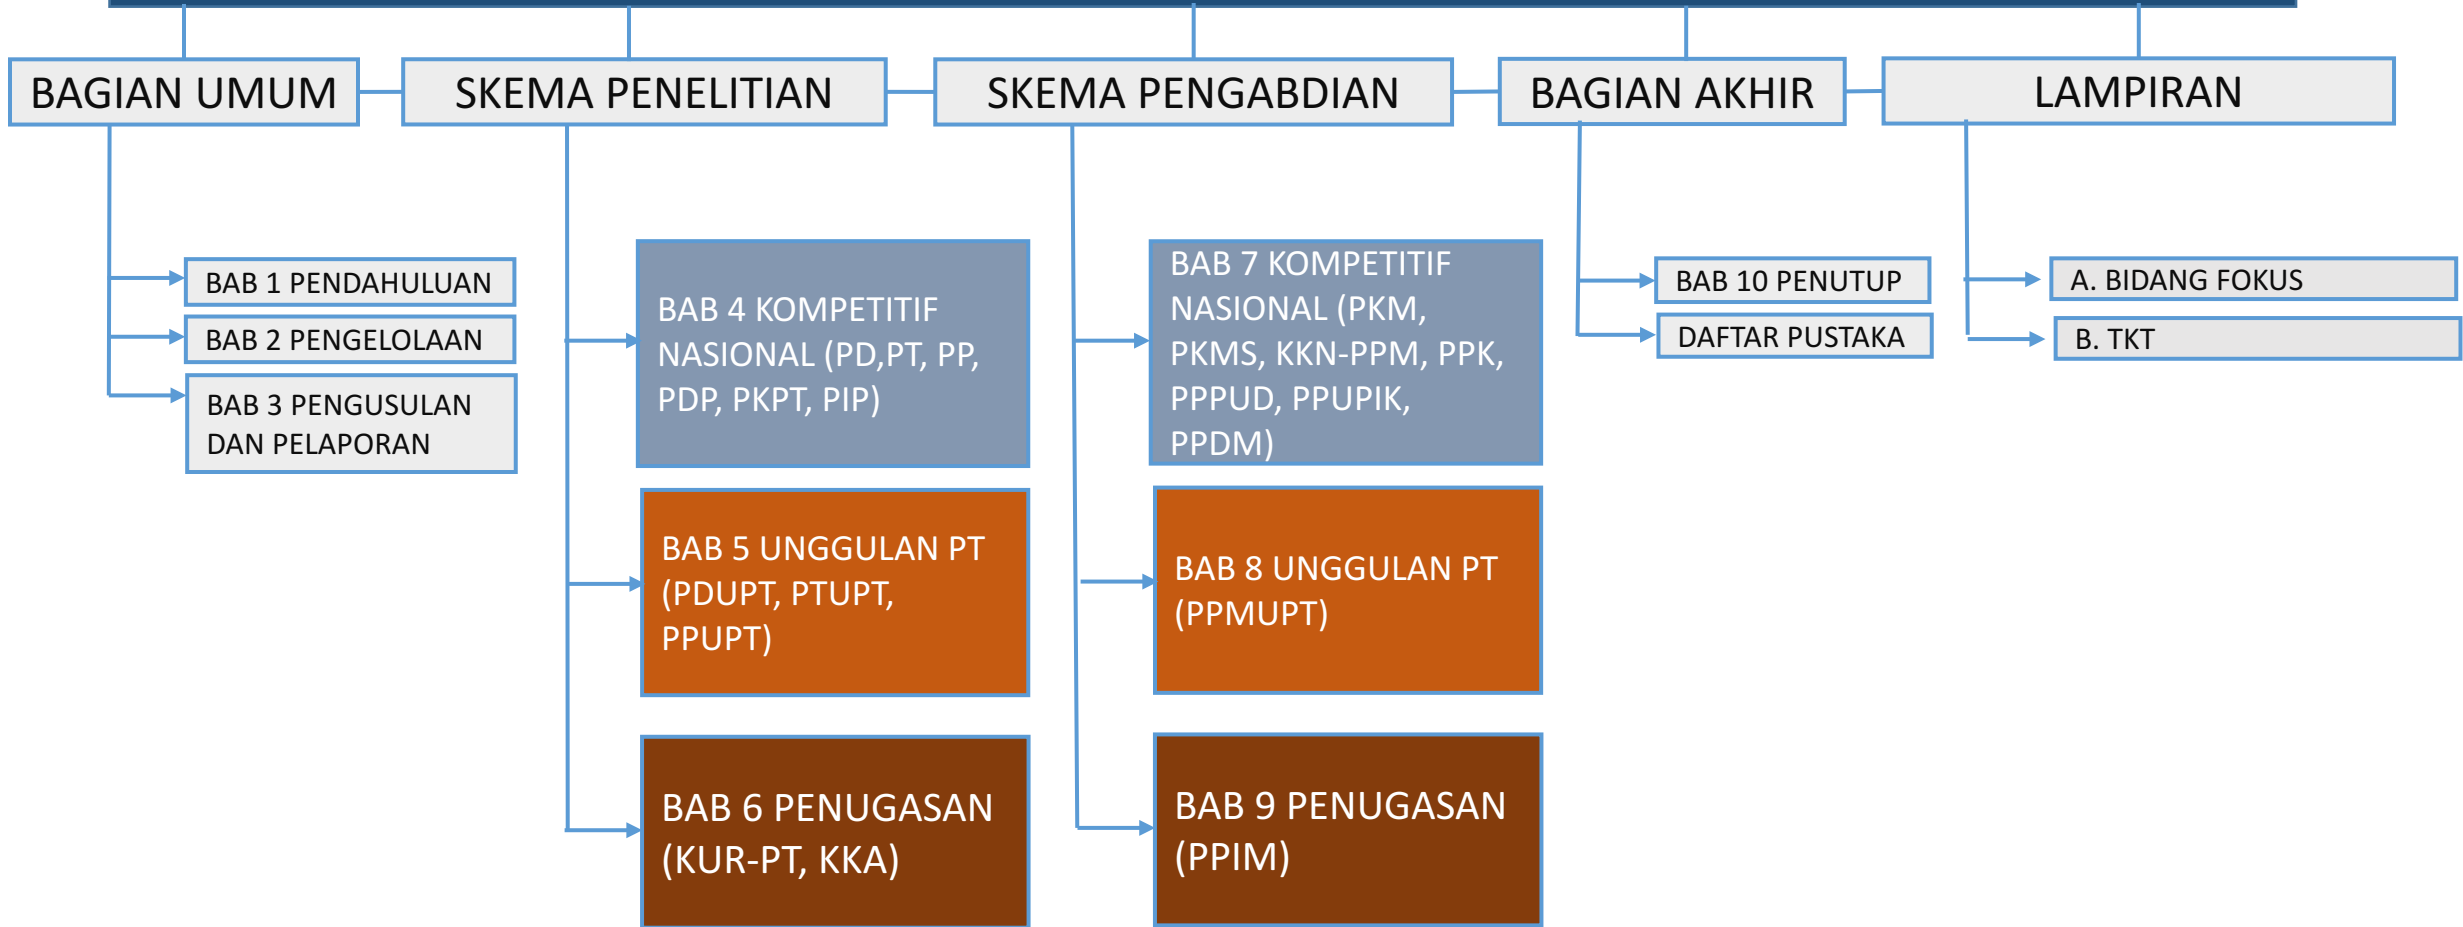 BAGIAN UMUM
SKEMA PENELITIAN
SKEMA PENGABDIAN
BAGIAN AKHIR
LAMPIRAN
BAB 1 PENDAHULUAN
BAB 2 PENGELOLAAN
BAB 3 PENGUSULAN
DAN PELAPORAN
BAB 4 KOMPETITIF
NASIONAL (PD,PT, PP,
PDP, PKPT, PIP)
BAB 5 UNGGULAN PT
(PDUPT, PTUPT,
PPUPT)
BAB 6 PENUGASAN
(KUR-PT, KKA)
BAB 7 KOMPETITIF
NASIONAL (PKM,
PKMS, KKN-PPM, PPK,
PPPUD, PPUPIK,
PPDM)
BAB 8 UNGGULAN PT
(PPMUPT)
BAB 9 PENUGASAN
(PPIM)
BAB 10 PENUTUP
DAFTAR PUSTAKA
A. BIDANG FOKUS
B. TKT